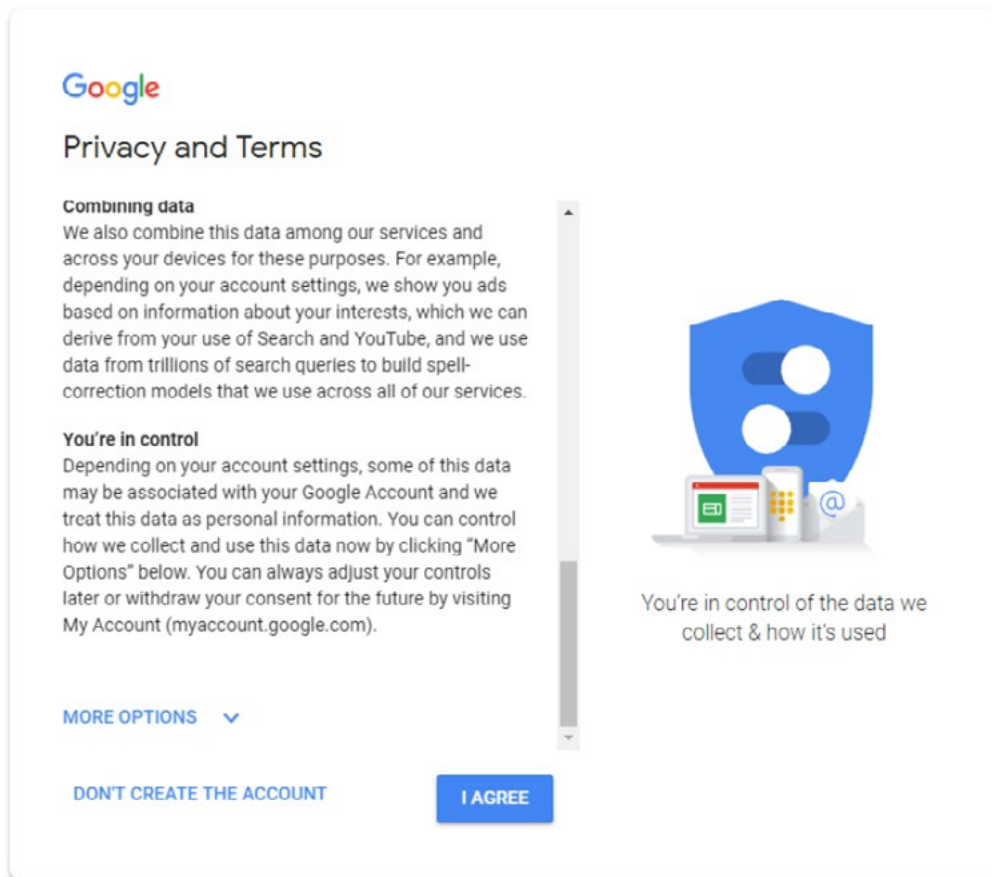 Google
Privacy and Terms
Combining data
We also combine this data among our services and
across your devices for these purposes. For example,
depending on your account settings, we show you ads
based on information about your interests, which we can
derive from your use of Search and YouTube, and we use
data from trillions of search queries to build spell-
correction models that we use across all of our services.
You're in control
Depending on your account settings, some of this data
may be associated with your Google Account and we
treat this data as personal information. You can control
how we collect and use this data now by clicking “More
Options” below. You can always adjust your controls
later or withdraw your consent for the future by visiting
My Account (myaccount.google.com).
MORE OPTIONS
DON'T CREATE THE ACCOUNT
I AGREE
@
You're in control of the data we
collect & how it's used